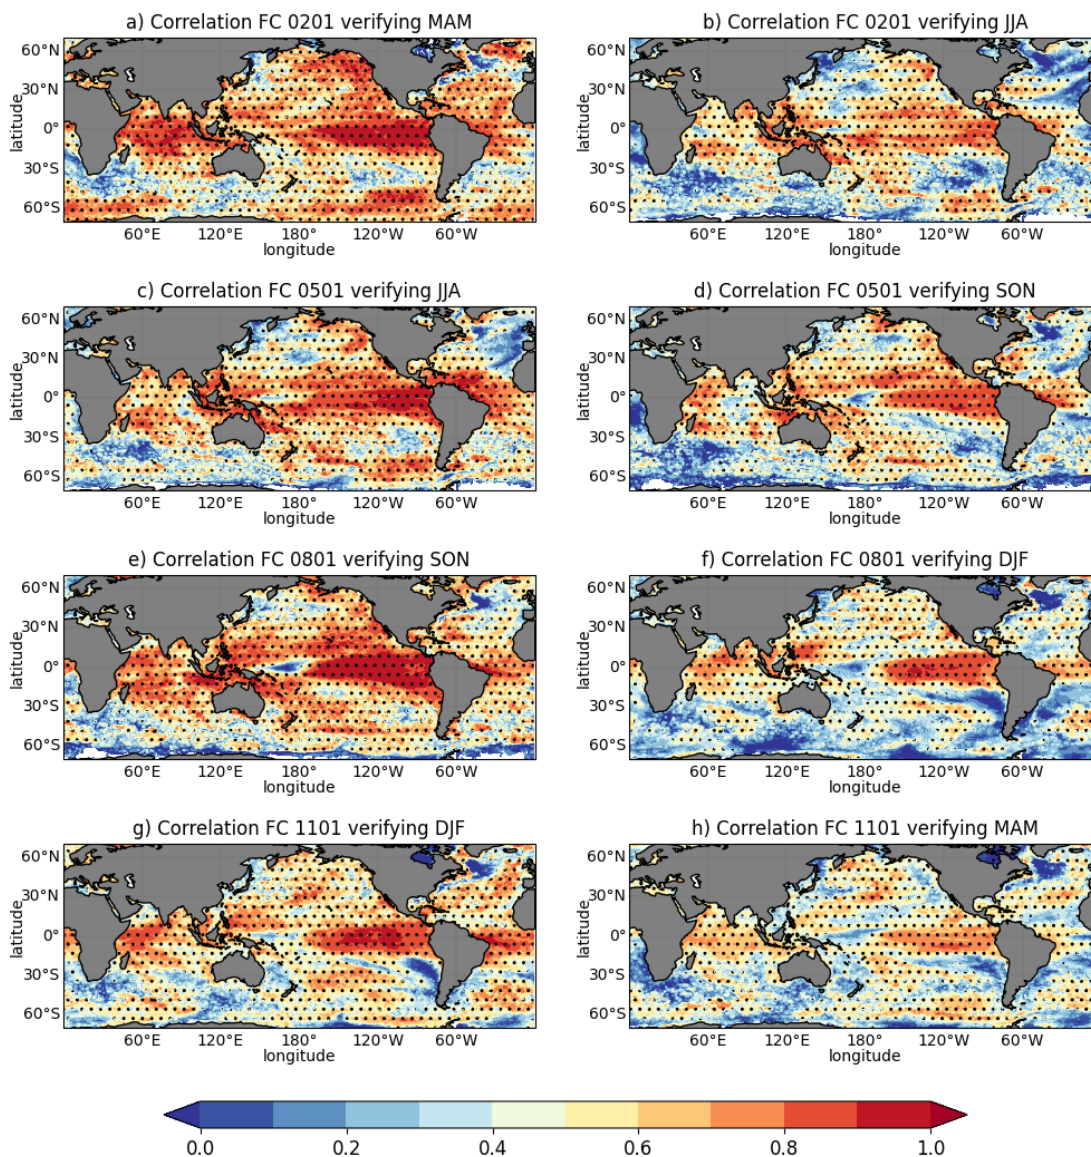 a) Correlation FC 0201 verifying MAM
60°N
30°N
0°
30°S
60°S
latitude
60°E
120°E
180°
120°W
60°W
longitude
b) Correlation FC 0201 verifying JJA
60°N
30°N
0°
30°S
60°S
latitude
60°E
120°E
180°
120°W
60°W
longitude
c) Correlation FC 0501 verifying JJA
60°N
30°N
0°
30°S
60°S
latitude
60°E
120°E
180°
120°W
60°W
longitude
d) Correlation FC 0501 verifying SON
60°N
30°N
0°
30°S
60°S
latitude
60°E
120°E
180°
120°W
60°W
longitude
e) Correlation FC 0801 verifying SON
60°N
30°N
0°
30°S
60°S
latitude
60°E
120°E
180°
120°W
60°W
longitude
f) Correlation FC 0801 verifying DJF
60°N
30°N
0°
30°S
60°S
latitude
60°E
120°E
180°
120°W
60°W
longitude
g) Correlation FC 1101 verifying DJF
60°N
30°N
0°
30°S
60°S
latitude
60°E
120°E
180°
120°W
60°W
longitude
h) Correlation FC 1101 verifying MAM
60°N
30°N
0°
30°S
60°S
latitude
60°E
120°E
180°
120°W
60°W
longitude
0.0
0.2
0.4
0.6
0.8
1.0